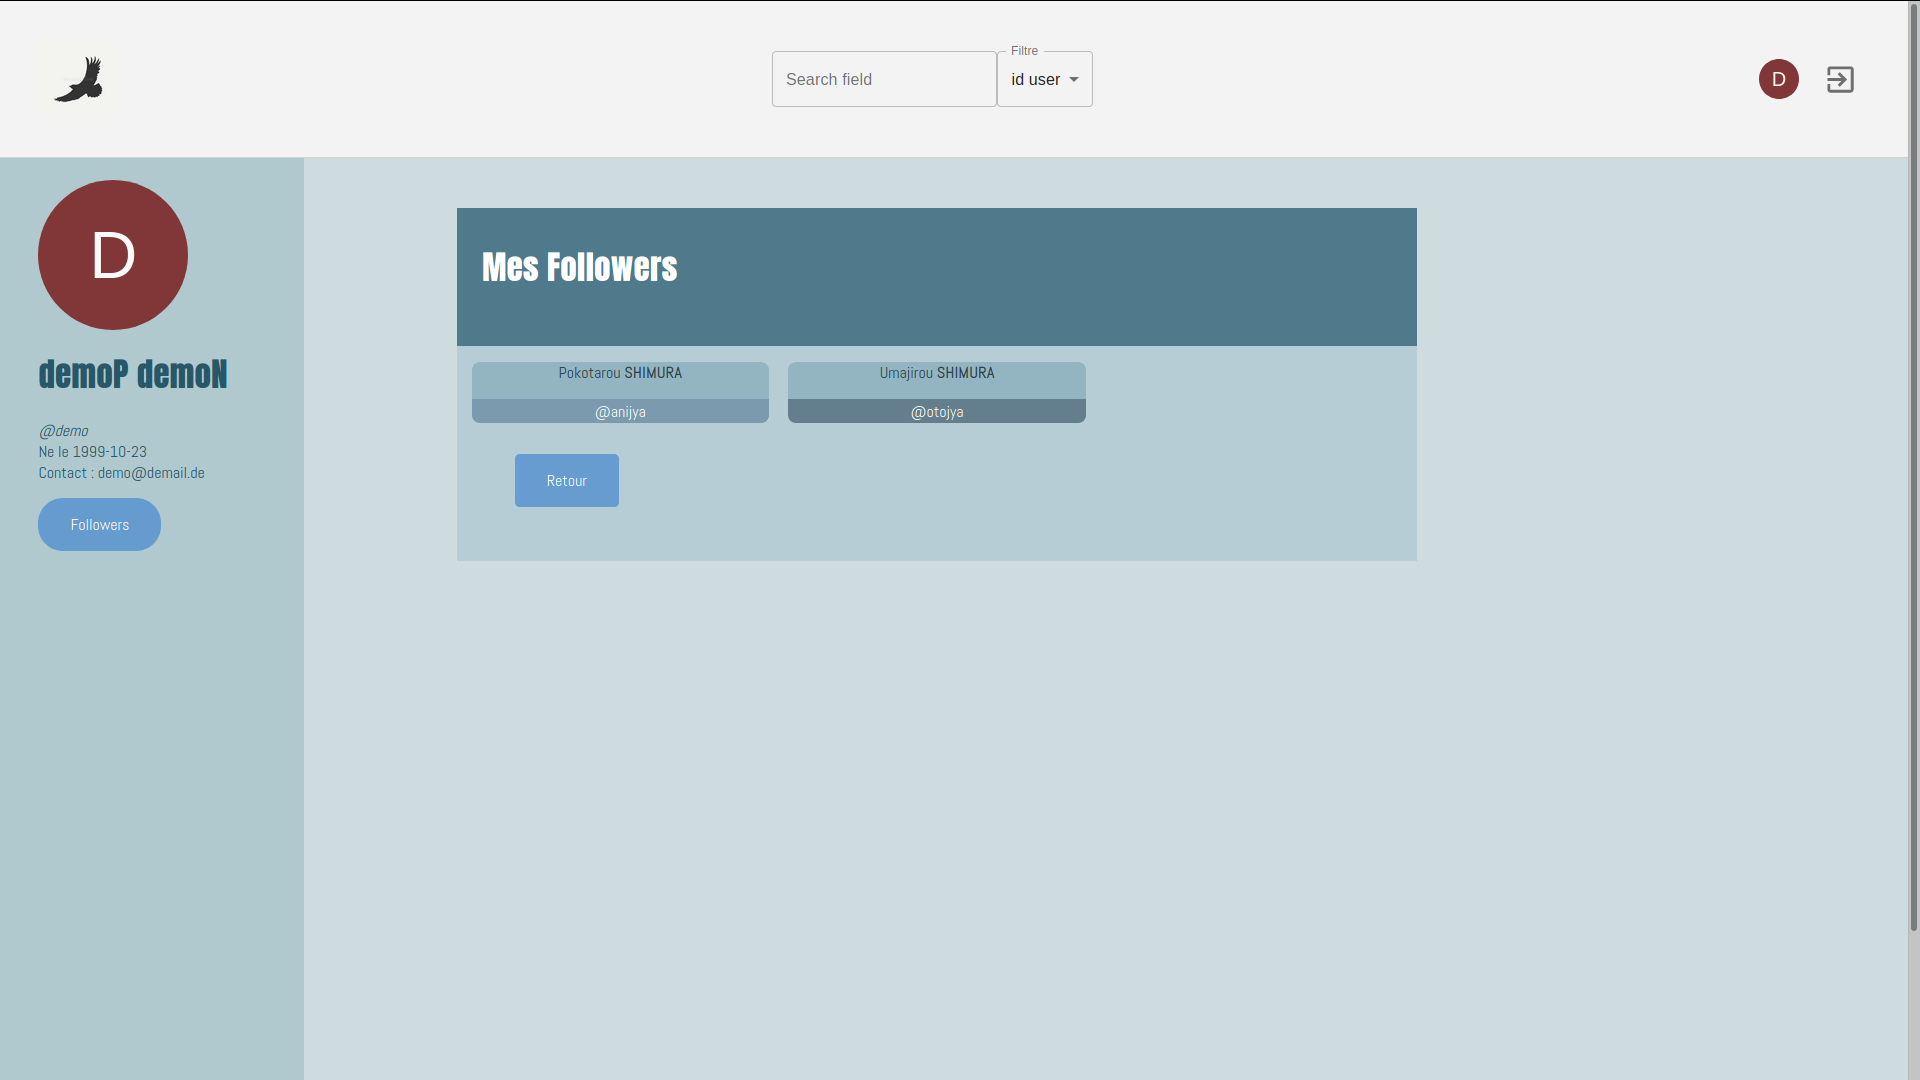 Filtre
Search field
id user
D
D
demoP demoN
@demo
Ne le 1999-10-23
Contact : demo@demail.de
Followers
Mes Followers
Pokotarou SHIMURA
@anijya
Umajirou SHIMURA
@otojya
Retour